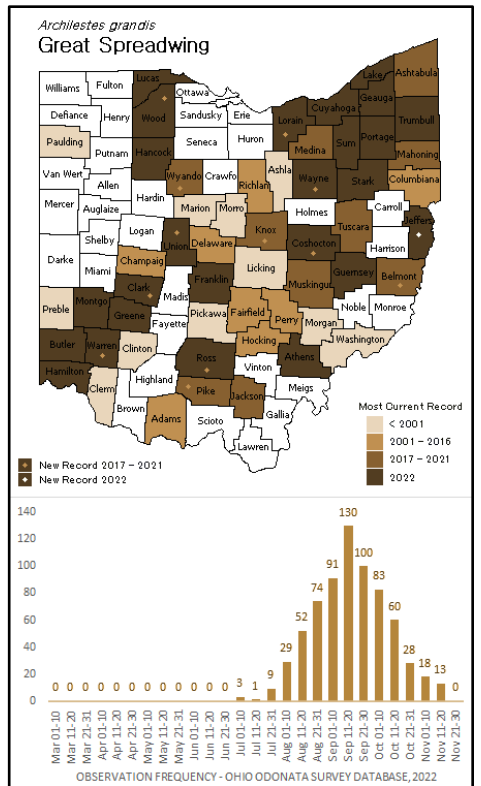 Archilestes grandis
Great Spreadwing
Williams
Fulton
Lucas
Ottawa
Lake
Ashtabula
Geauga
Defiance
Henry
Wood
Sandusky
Erie
Lorain
Cuyahoga
Trumbull
Paulding
Putnam
Hancock
Seneca
Huron
Medina
Sum
Portage
Mahoning
Van Wert
Allen
Wyando
Crawfo
Richlan
Ashla
Wayne
Stark
Columbiana
Mercer
Auglaize
Hardin
Marion
Morro
Holmes
Carroll
Jeffers
Shelby
Logan
Union
Delaware
Knox
Coshocton
Tuscara
Harrison
Darke
Miami
Champaig
Licking
Guernsey
Belmont
Clark
Madis
Franklin
Muskingu
Preble
Montgo
Greene
Fayette
Pickawa
Fairfield
Perry
Morgan
Noble
Monroe
Washington
Butler
Warren
Clinton
Ross
Hocking
Athens
Hamilton
Clerm
Highland
Vinton
Meigs
Brown
Adams
Pike
Jackson
Scioto
Gallia
Lawren
Most Current Record
< 2001
2001 – 2016
2017 – 2021
2022
New Record 2017 – 2021
New Record 2022
140
120
100
80
60
40
20
0
0 0 0 0 0 0 0 0 0 0 0 0 3 1 9 29 52 74 91 130 100 83 60 28 18 13 0
Mar 01-10
Mar 11-20
Mar 21-31
Apr 01-10
Apr 11-20
Apr 21-30
May 01-10
May 11-20
May 21-31
Jun 01-10
Jun 11-20
Jun 21-30
Jul 01-10
Jul 11-20
Jul 21-31
Aug 01-10
Aug 11-20
Aug 21-31
Sep 01-10
Sep 11-20
Sep 21-30
Oct 01-10
Oct 11-20
Oct 21-31
Nov 01-10
Nov 11-20
Nov 21-30
OBSERVATION FREQUENCY - OHIO ODONATA SURVEY DATABASE, 2022